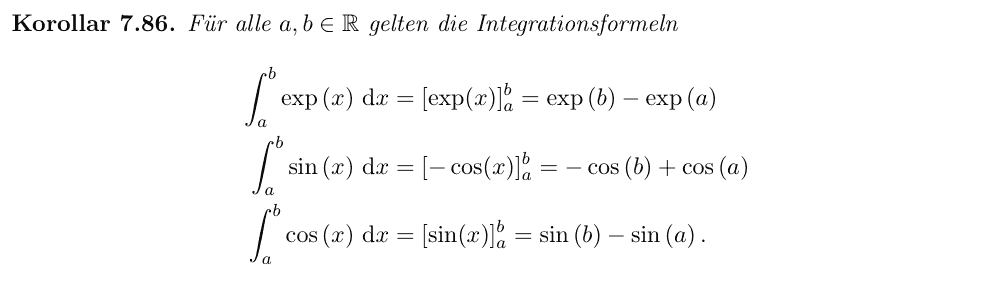 Korollar 7.86. Für alle a, b ∈ ℝ gelten die Integrationsformeln
∫_a^b exp (x) dx = [exp(x)]_a^b = exp (b) − exp (a)
∫_a^b sin (x) dx = [− cos(x)]_a^b = − cos (b) + cos (a)
∫_a^b cos (x) dx = [sin(x)]_a^b = sin (b) − sin (a) .